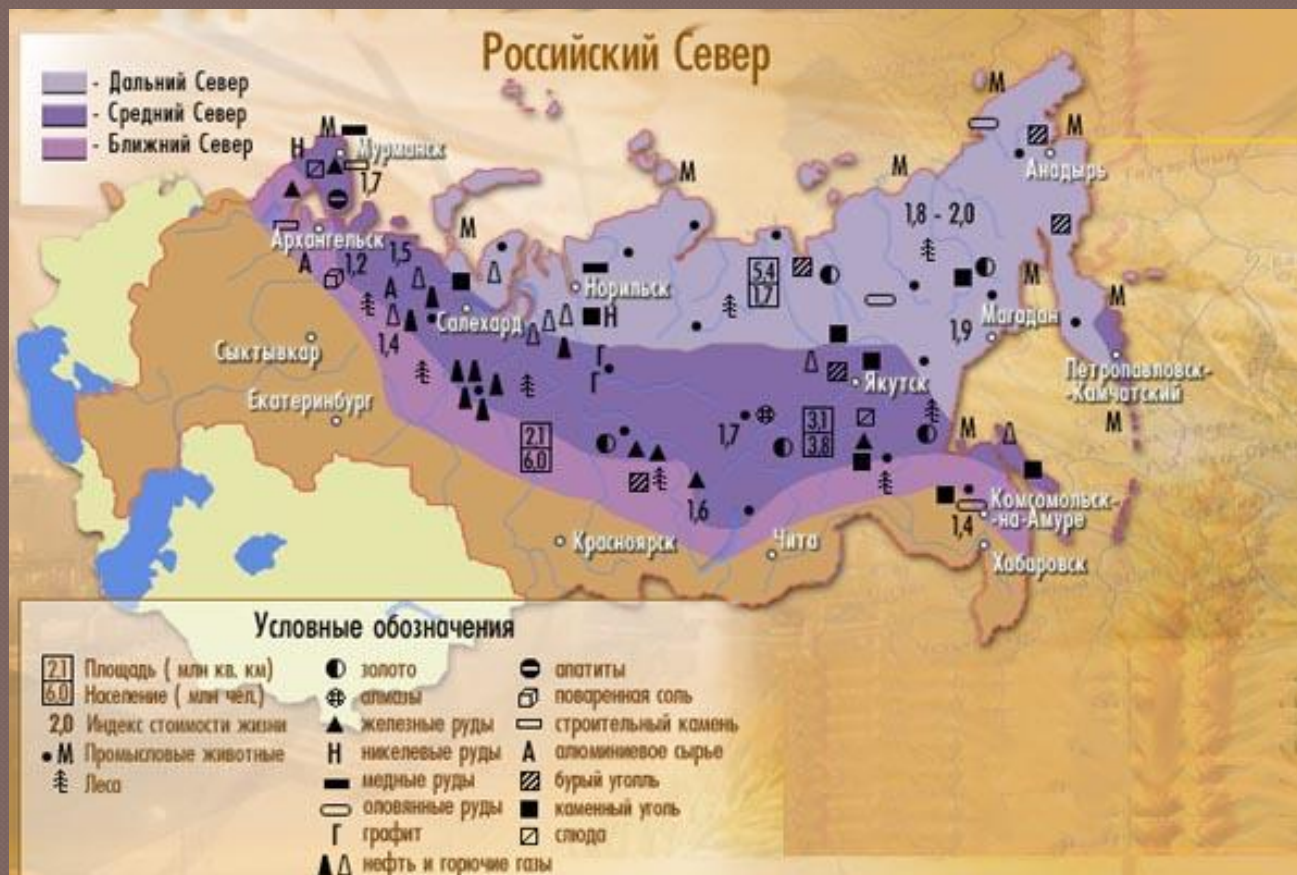 Российский Север
- Дальний Север
- Средний Север
- Ближний Север
М
М
М
Мурманск
Н
М
М
Анадырь
М
1,7
1,8 - 2,0
Архангельск
М
1,5
1,2
А
5,4
1,7
Норильск
М
А
Н
Салехард
1,9
Магадан
М
1,4
Сыктывкар
Г
Г
Якутск
Петропавловск-
-Камчатский
Екатеринбург
1,7
3,1
3,8
М
М
2,1
6,0
1,6
Комсомольск-
-на-Амуре
1,4
Красноярск
Чита
Хабаровск
Условные обозначения
2,1 Площадь ( млн кв. км)
6,0 Население ( млн чел.)
2,0 Индекс стоимости жизни
М Промысловые животные
Леса
золото
алмазы
железные руды
Н никелевые руды
медные руды
оловянные руды
Г графит
нефть и горючие газы
апатиты
поваренная соль
строительный камень
А алюминиевое сырье
бурый уголль
каменный уголь
слюда